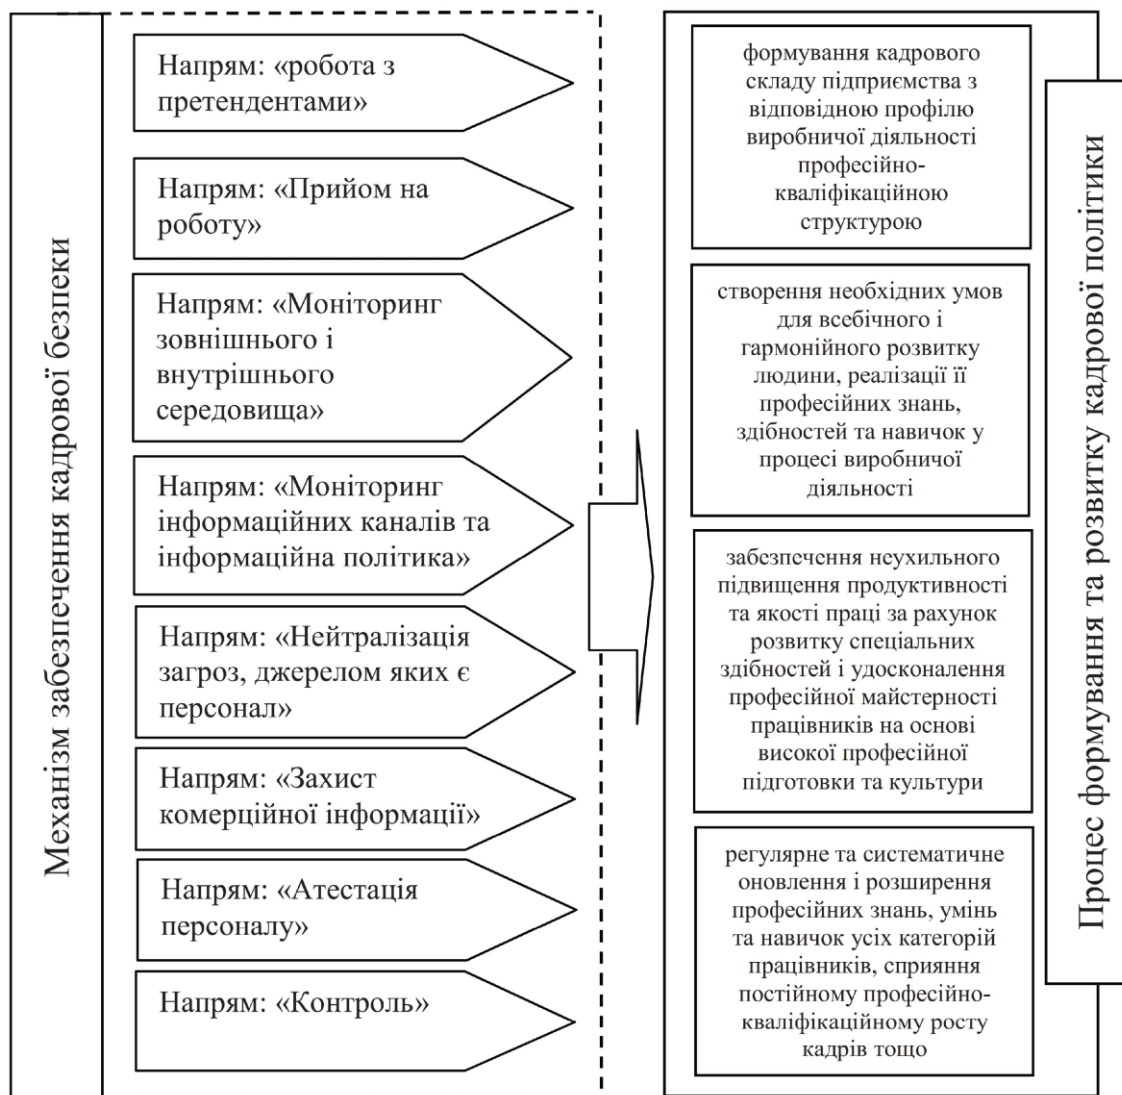 Механізм забезпечення кадрової безпеки
Напрям: «робота з
претендентами»
Напрям: «Прийом на
роботу»
Напрям: «Моніторинг
зовнішнього і
внутрішнього
середовища»
Напрям: «Моніторинг
інформаційних каналів та
інформаційна політика»
Напрям: «Нейтралізація
загроз, джерелом яких є
персонал»
Напрям: «Захист
комерційної інформації»
Напрям: «Атестація
персоналу»
Напрям: «Контроль»
формування кадрового
складу підприємства з
відповідною профілю
виробничої діяльності
професійно-
кваліфікаційною
структурою
створення необхідних умов
для всебічного і
гармонійного розвитку
людини, реалізації її
професійних знань,
здібностей та навичок у
процесі виробничої
діяльності
забезпечення неухильного
підвищення продуктивності
та якості праці за рахунок
розвитку спеціальних
здібностей і удосконалення
професійної майстерності
працівників на основі
високої професійної
підготовки та культури
регулярне та систематичне
оновлення і розширення
професійних знань, умінь
та навичок усіх категорій
працівників, сприяння
постійному професійно-
кваліфікаційному росту
кадрів тощо
Процес формування та розвитку кадрової політики